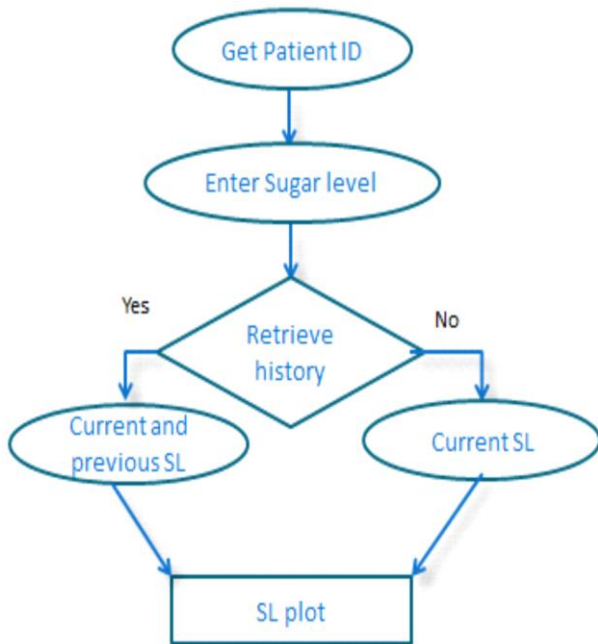 Get Patient ID
Enter Sugar level
Yes
No
Retrieve
history
Current and
previous SL
Current SL
SL plot